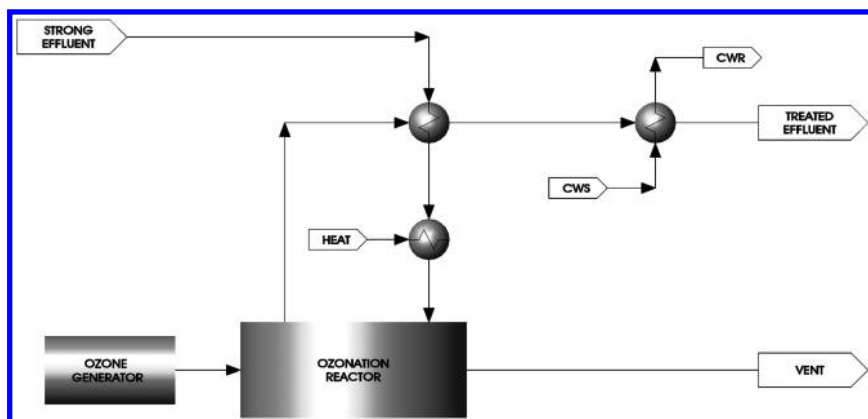 STRONG
EFFLUENT
CWR
TREATED
EFFLUENT
CWS
HEAT
OZONE
GENERATOR
OZONATION
REACTOR
VENT